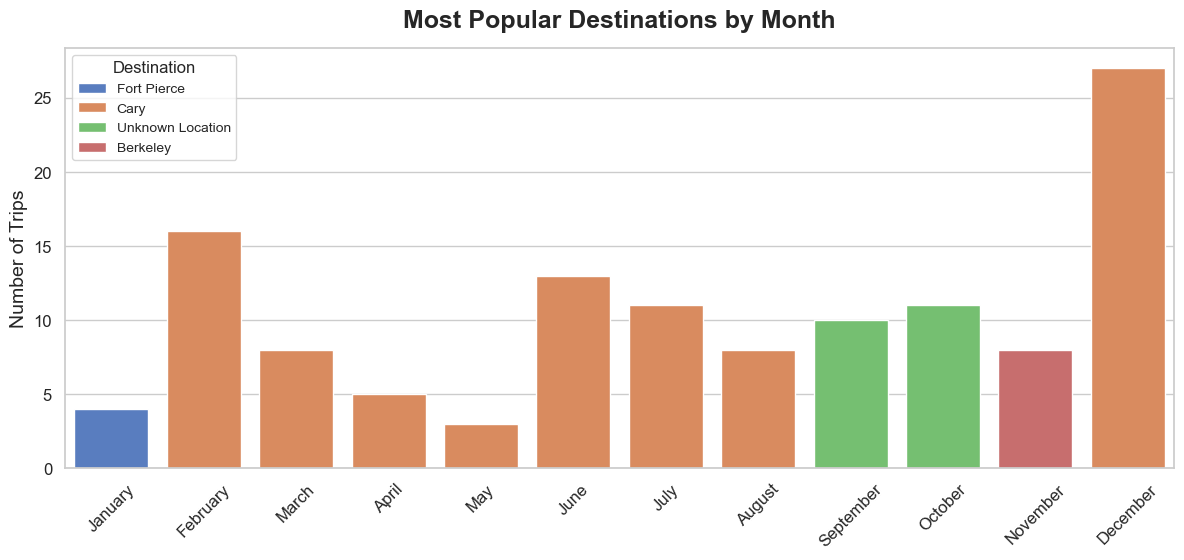 Most Popular Destinations by Month
Destination
Fort Pierce
Cary
Unknown Location
Berkeley
Number of Trips
25
20
15
10
5
0
January
February
March
April
May
June
July
August
September
October
November
December